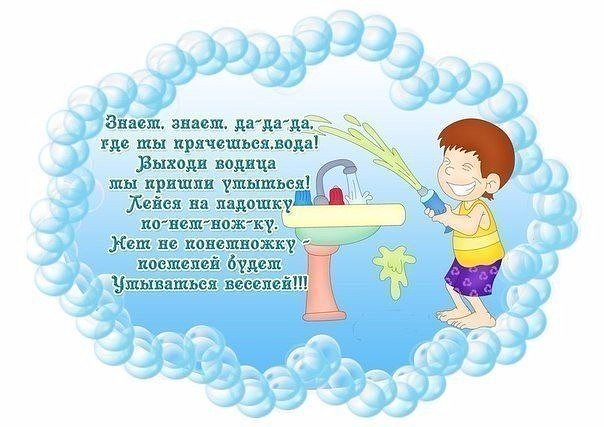 Знаем, знаем, да-да-да,
где ты прячешься,вода!
Выходи водица
мы пришли умыться!
Лейся на ладошку
по-нем-нож-ку.
Нет не понемножку -
посмелей будем
Умываться веселей!!!